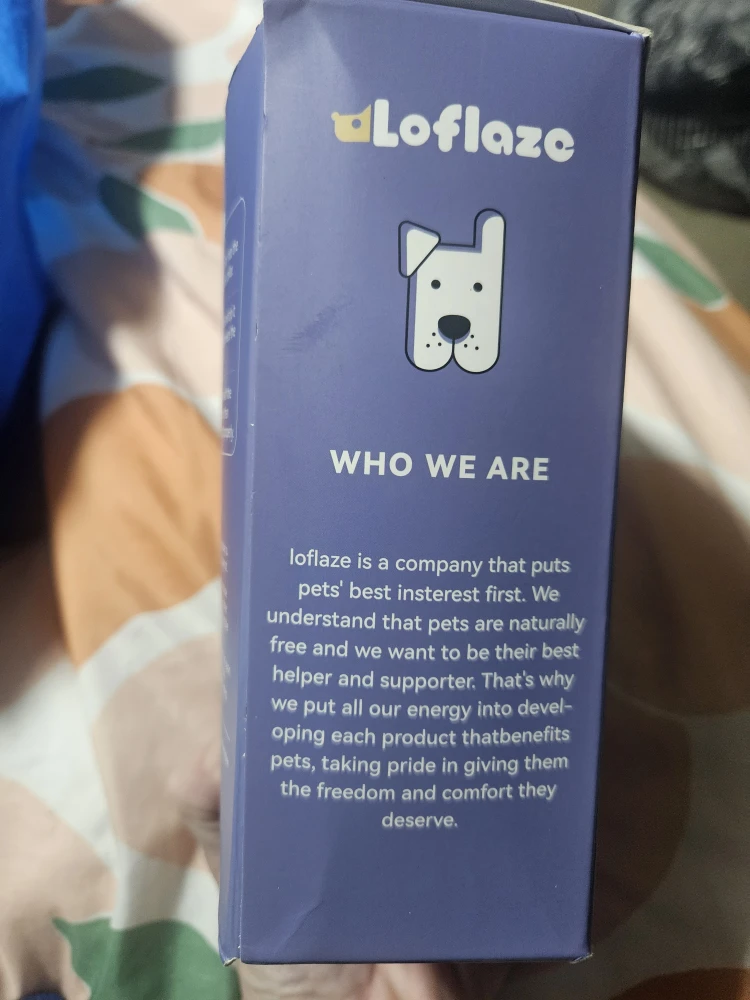 Loflaze
WHO WE ARE
loflaze is a company that puts
pets' best insterest first. We
understand that pets are naturally
free and we want to be their best
helper and supporter. That's why
we put all our energy into devel-
oping each product thatbenefits
pets, taking pride in giving them
the freedom and comfort they
deserve.